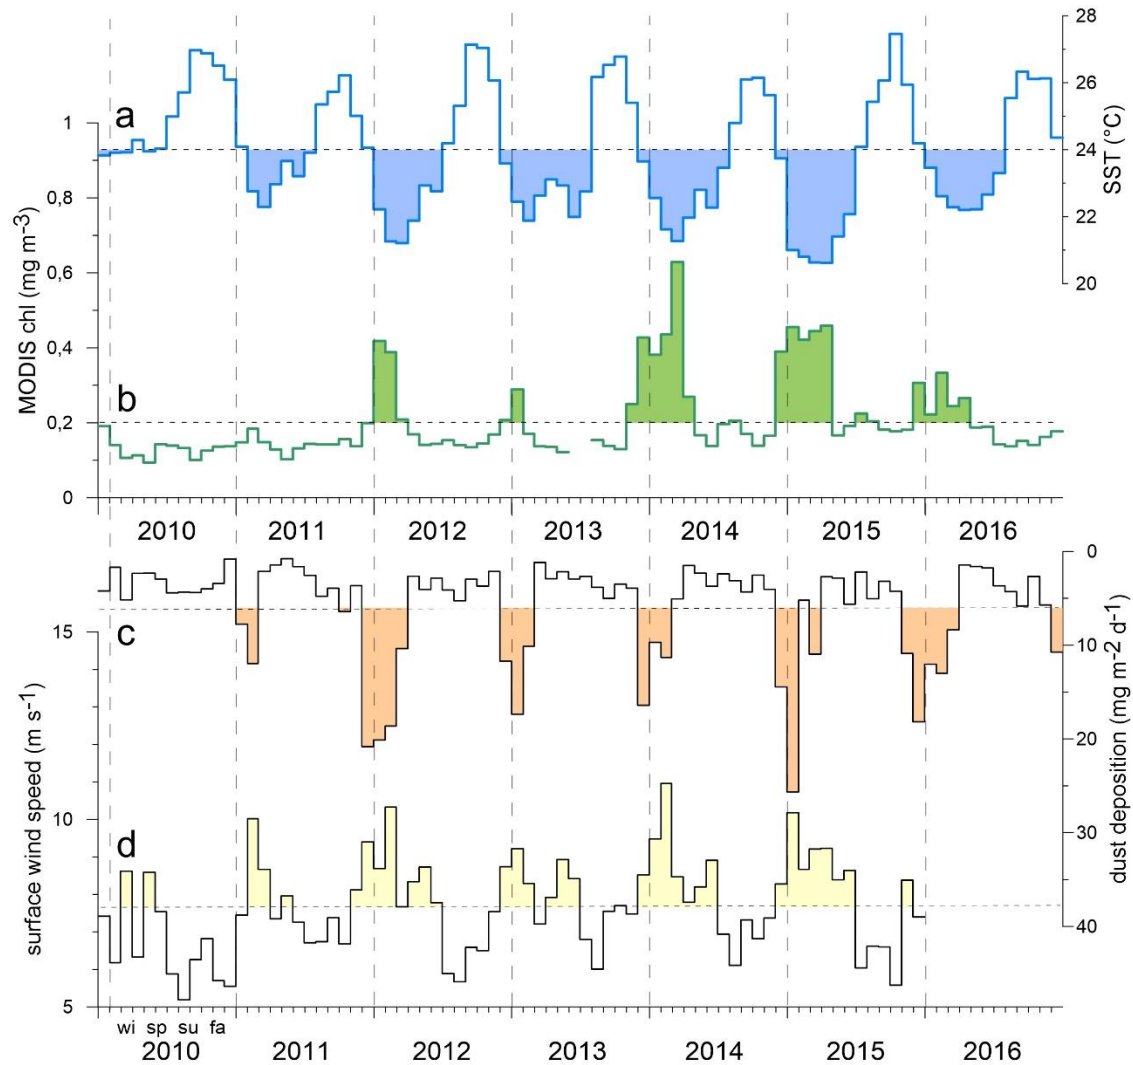 28
26
a
1
24
SST (°C)
0,8
22
MODIS chl (mg m-3)
0,6
20
0,4
b
0,2
0
2010 2011 2012 2013 2014 2015 2016
0
c
15
10
surface wind speed (m s-1)
20
dust deposition (mg m-2 d-1)
10
30
d
40
5
wi sp su fa
2010 2011 2012 2013 2014 2015 2016